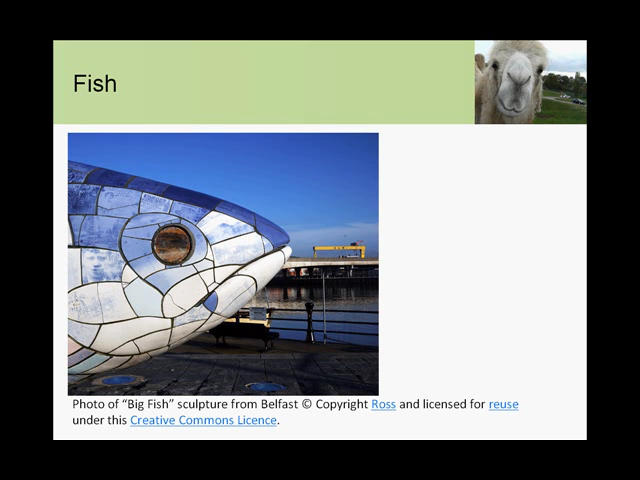 Fish
Photo of “Big Fish” sculpture from Belfast © Copyright Ross and licensed for reuse
under this Creative Commons Licence.